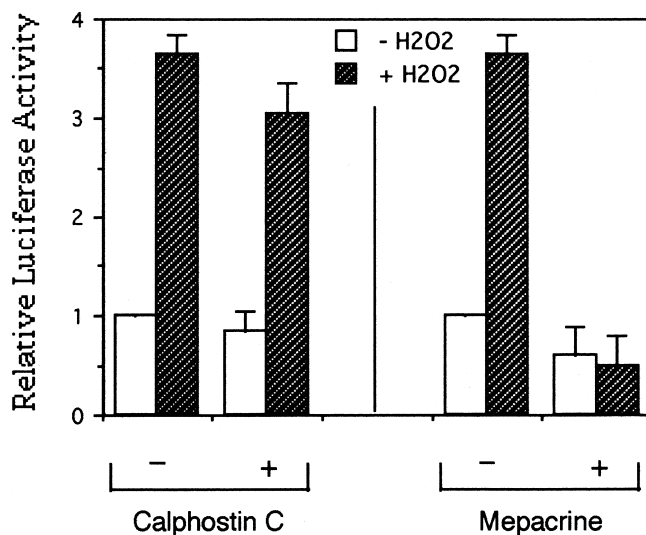 4
3
2
1
0
Relative Luciferase Activity
- H2O2
+ H2O2
− + − +
Calphostin C Mepacrine